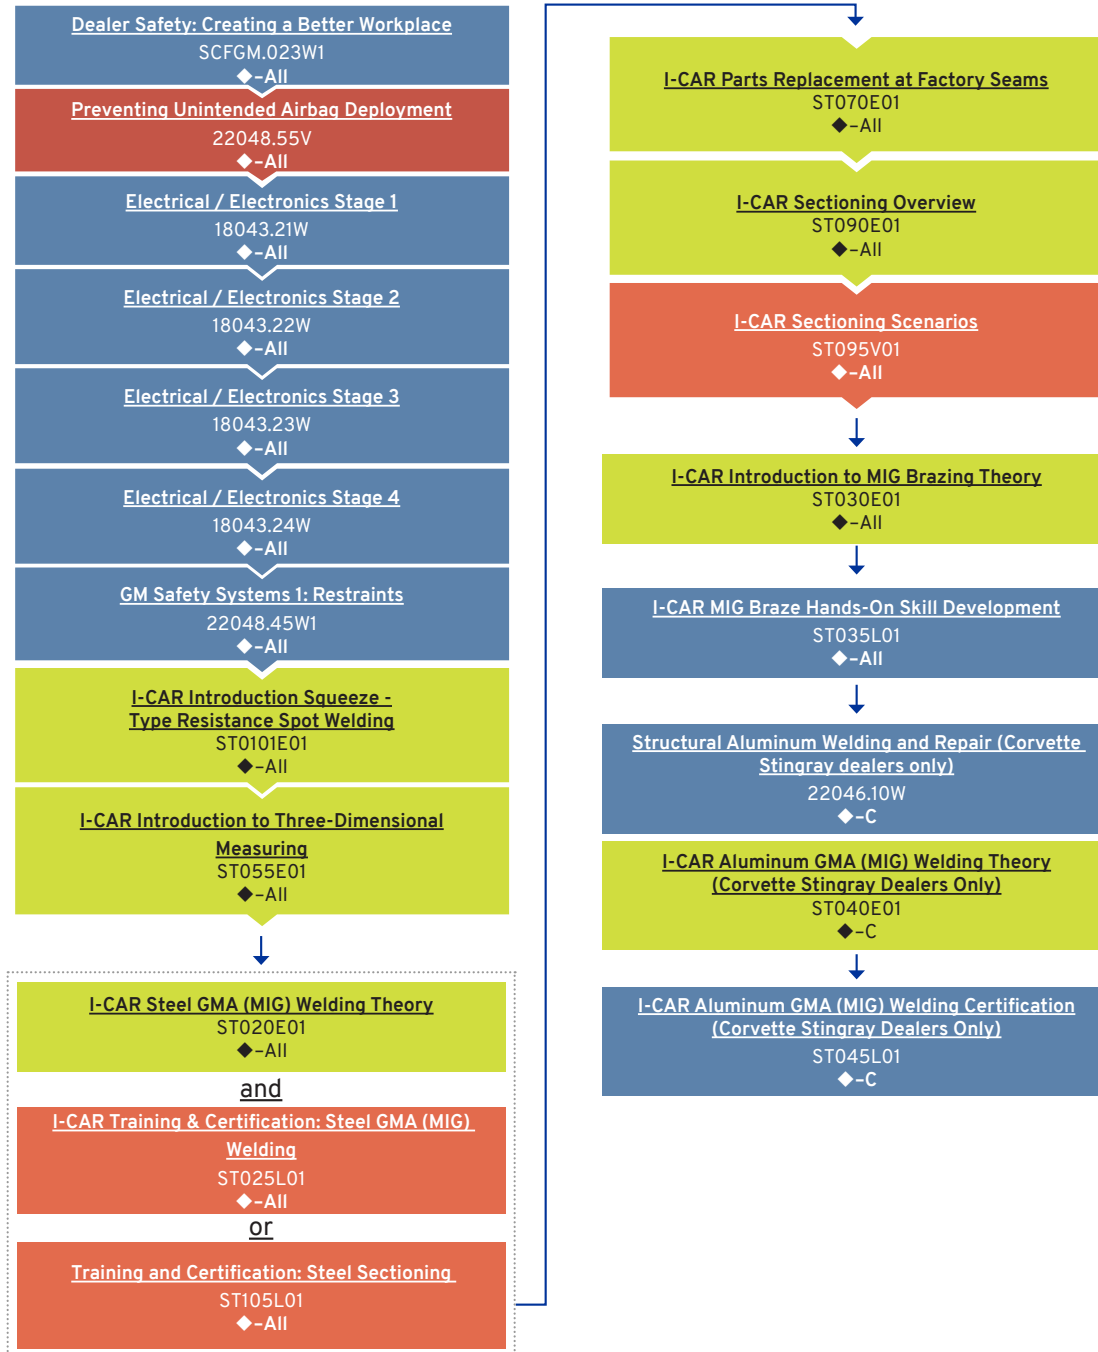 Dealer Safety: Creating a Better Workplace
SCFGM.023W1
◆–All
Preventing Unintended Airbag Deployment
22048.55V
◆–All
Electrical / Electronics Stage 1
18043.21W
◆–All
Electrical / Electronics Stage 2
18043.22W
◆–All
Electrical / Electronics Stage 3
18043.23W
◆–All
Electrical / Electronics Stage 4
18043.24W
◆–All
GM Safety Systems 1: Restraints
22048.45W1
◆–All
I-CAR Introduction Squeeze -
Type Resistance Spot Welding
ST0101E01
◆–All
I-CAR Introduction to Three-Dimensional
Measuring
ST055E01
◆–All
I-CAR Steel GMA (MIG) Welding Theory
ST020E01
◆–All
and
I-CAR Training & Certification: Steel GMA (MIG)
Welding
ST025L01
◆–All
or
Training and Certification: Steel Sectioning
ST105L01
◆–All
I-CAR Parts Replacement at Factory Seams
ST070E01
◆–All
I-CAR Sectioning Overview
ST090E01
◆–All
I-CAR Sectioning Scenarios
ST095V01
◆–All
I-CAR Introduction to MIG Brazing Theory
ST030E01
◆–All
I-CAR MIG Braze Hands-On Skill Development
ST035L01
◆–All
Structural Aluminum Welding and Repair (Corvette
Stingray dealers only)
22046.10W
◆–C
I-CAR Aluminum GMA (MIG) Welding Theory
(Corvette Stingray Dealers Only)
ST040E01
◆–C
I-CAR Aluminum GMA (MIG) Welding Certification
(Corvette Stingray Dealers Only)
ST045L01
◆–C